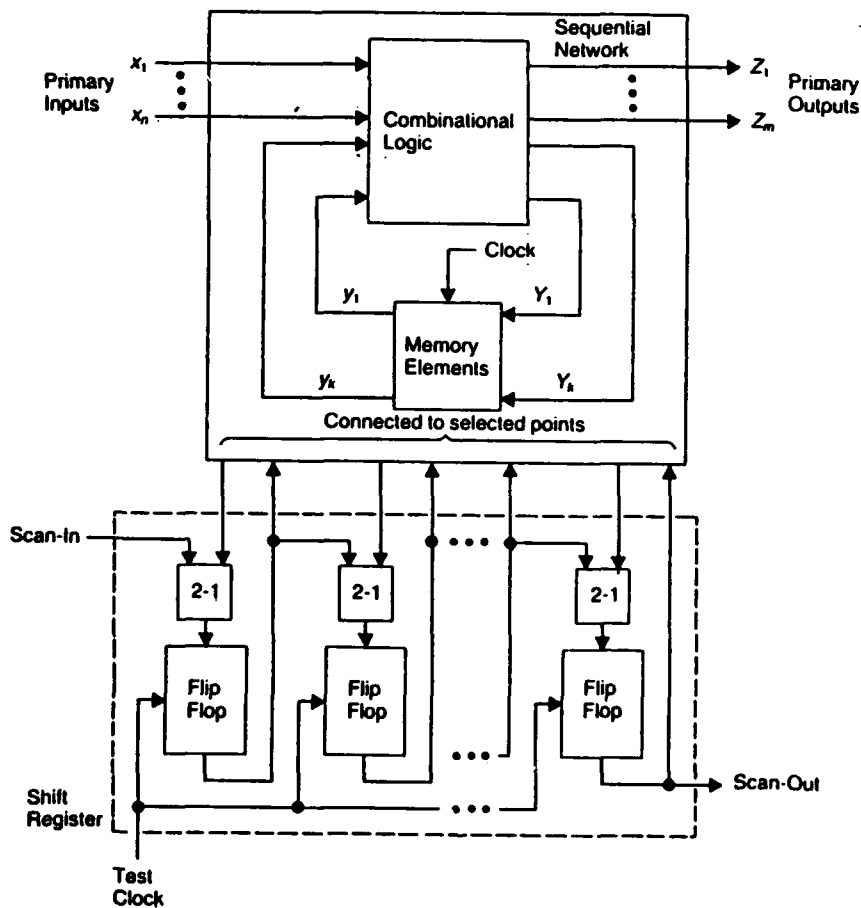 Sequential
Network
Primary
Inputs
x₁
xₙ
Combinational
Logic
Z₁
Zₘ
Primary
Outputs
Clock
y₁
Y₁
Memory
Elements
yₖ
Yₖ
Connected to selected points
Scan-In
2-1
2-1
2-1
Flip
Flop
Flip
Flop
Flip
Flop
Scan-Out
Shift
Register
Test
Clock